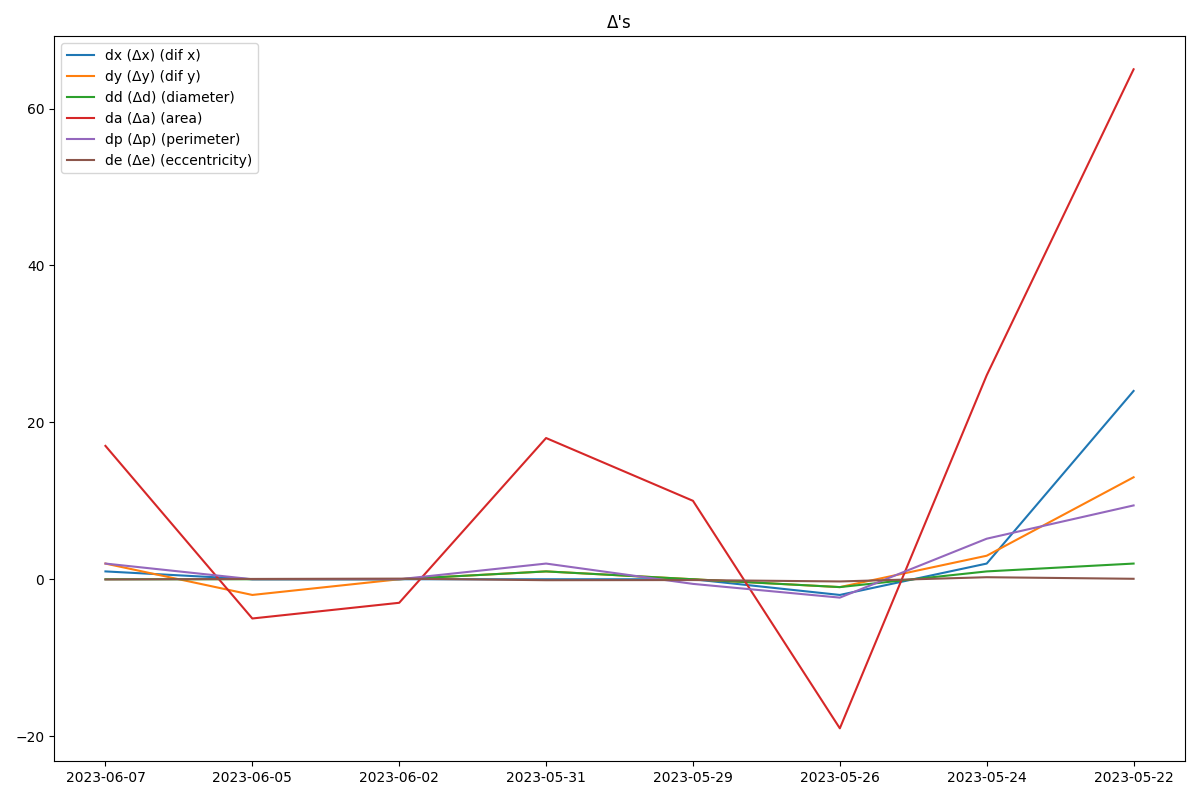 Δ's
dx (Δx) (dif x)
dy (Δy) (dif y)
dd (Δd) (diameter)
da (Δa) (area)
dp (Δp) (perimeter)
de (Δe) (eccentricity)
60
40
20
0
−20
2023-06-07 2023-06-05 2023-06-02 2023-05-31 2023-05-29 2023-05-26 2023-05-24 2023-05-22